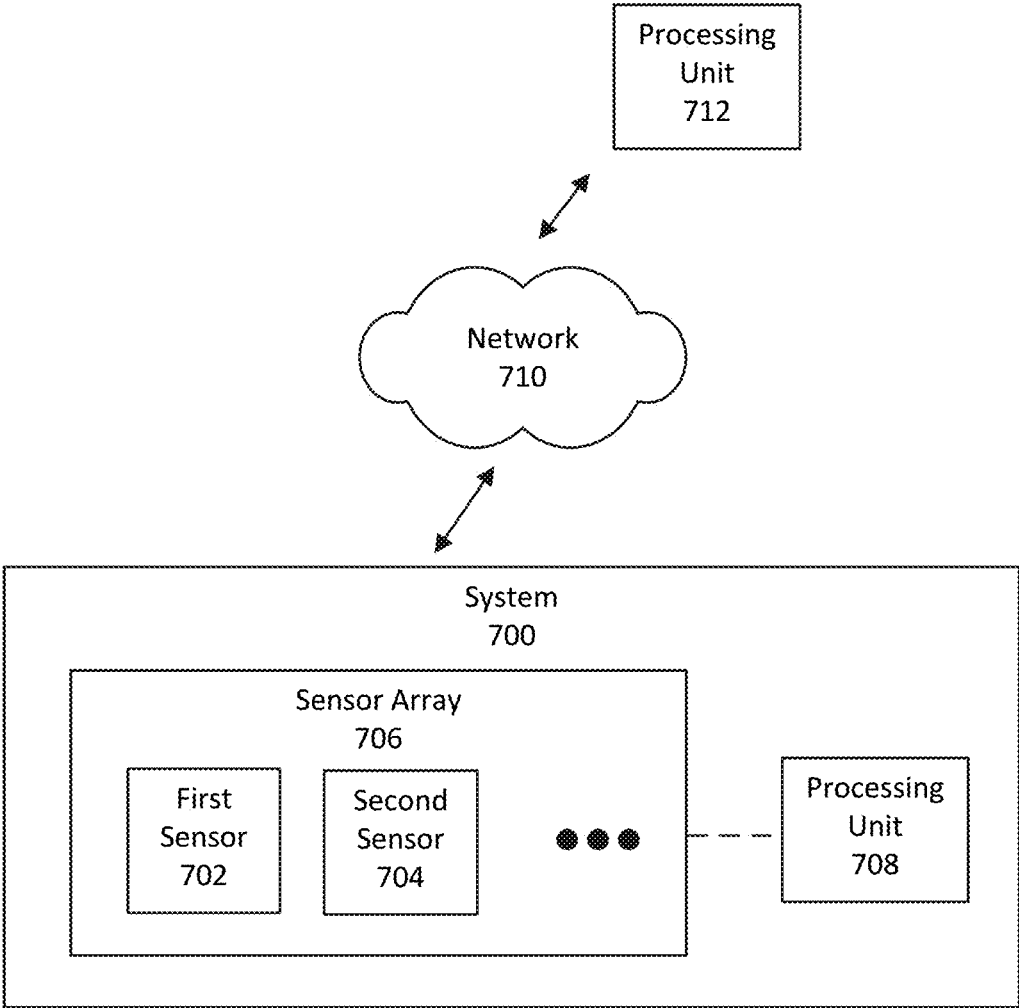 Processing
Unit
712
Network
710
System
700
Sensor Array
706
First
Sensor
702
Second
Sensor
704
Processing
Unit
708